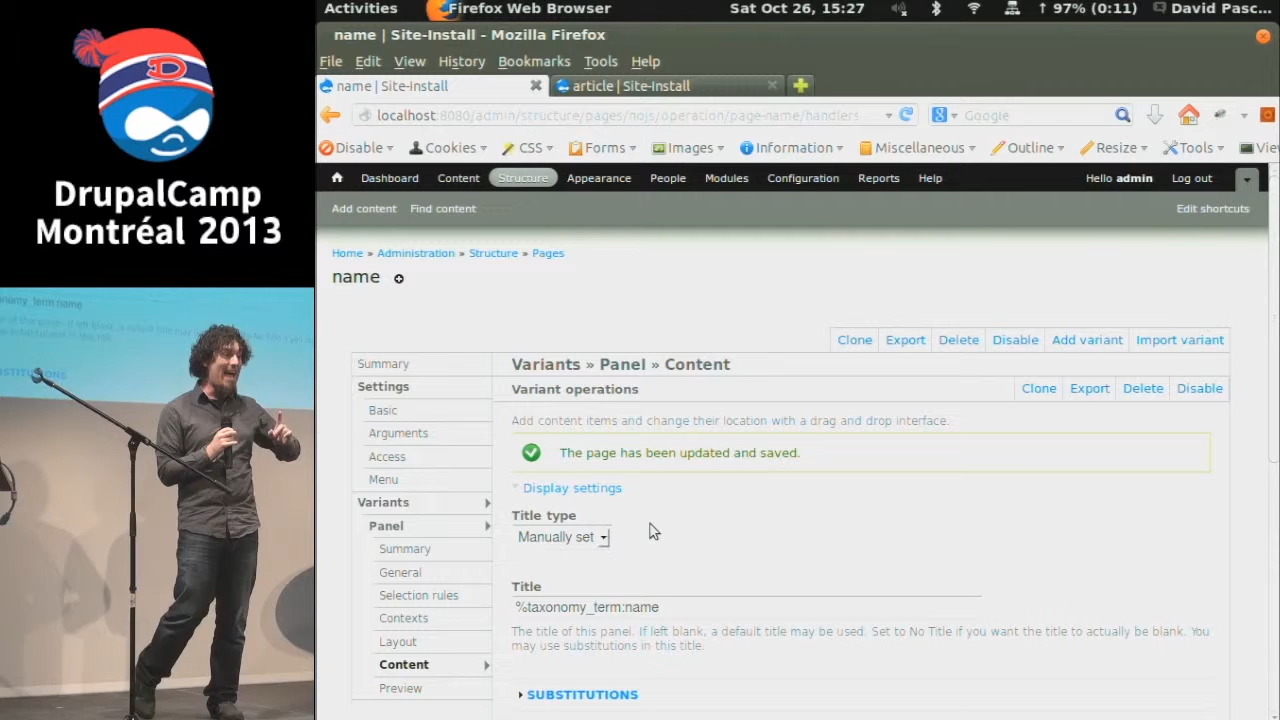 DrupalCamp
Montréal 2013
Activities Firefox Web Browser Sat Oct 26, 15:27 97% (0:11) David Pasc...
name | Site-Install - Mozilla Firefox
File Edit View History Bookmarks Tools Help
name | Site-Install article | Site-Install
localhost:8080/admin/structure/pages/nojs/operation/page-name/handlers Google
Disable Cookies CSS Forms Images Information Miscellaneous Outline Resize Tools
Dashboard Content Structure Appearance People Modules Configuration Reports Help Hello admin Log out
Add content Find content Edit shortcuts
Home » Administration » Structure » Pages
name
Clone Export Delete Disable Add variant Import variant
Summary
Settings
Basic
Arguments
Access
Menu
Variants
Panel
Summary
General
Selection rules
Contexts
Layout
Content
Preview
Variants » Panel » Content
Variant operations Clone Export Delete Disable
Add content items and change their location with a drag and drop interface.
The page has been updated and saved.
Display settings
Title type
Manually set
Title
%taxonomy_term:name
The title of this panel. If left blank, a default title may be used. Set to No Title if you want the title to actually be blank. You
may use substitutions in this title.
SUBSTITUTIONS